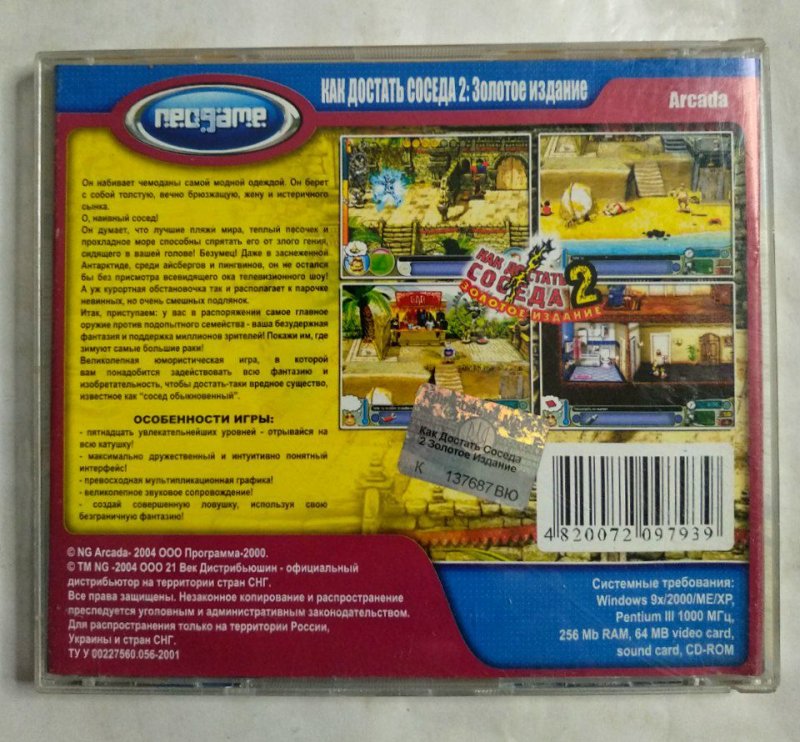 neogame
КАК ДОСТАТЬ СОСЕДА 2: Золотое издание
Arcada
Он набивает чемоданы самой модной одеждой. Он берет
с собой толстую, вечно брюзжащую, жену и истеричного
сынка.
О, наивный сосед!
Он думает, что лучшие пляжи мира, теплый песочек и
прохладное море способны спрятать его от злого гения,
сидящего в вашей голове! Безумец! Даже в заснеженной
Антарктиде, среди айсбергов и пингвинов, он не остался
бы без присмотра всевидящего ока телевизионного шоу!
А уж курортная обстановочка так и располагает к парочке
невинных, но очень смешных подлянок.
Итак, приступаем: у вас в распоряжении самое главное
оружие против подопытного семейства - ваша безудержная
фантазия и поддержка миллионов зрителей! Покажи им, где
зимуют самые большие раки!
Великолепная юмористическая игра, в которой
вам понадобится задействовать всю фантазию и
изобретательность, чтобы достать-таки вредное существо,
известное как "сосед обыкновенный".
ОСОБЕННОСТИ ИГРЫ:
- пятнадцать увлекательнейших уровней - отрывайся на
всю катушку!
- максимально дружественный и интуитивно понятный
интерфейс!
- превосходная мультипликационная графика!
- великолепное звуковое сопровождение!
- создай совершенную ловушку, используя свою
безграничную фантазию!
КАК ДОСТАТЬ
СОСЕДА 2
ЗОЛОТОЕ ИЗДАНИЕ
Как Достать Соседа
2 Золотое Издание
К 137687 ВЮ
4 820072 097939
© NG Arcada- 2004 ООО Программа-2000.
© TM NG -2004 ООО 21 Век Дистрибьюшин - официальный
дистрибьютор на территории стран СНГ.
Все права защищены. Незаконное копирование и распространение
преследуется уголовным и административным законодательством.
Для распространения только на территории России,
Украины и стран СНГ.
ТУ У 00227560.056-2001
Системные требования:
Windows 9x/2000/ME/XP,
Pentium III 1000 МГц,
256 Mb RAM, 64 MB video card,
sound card, CD-ROM